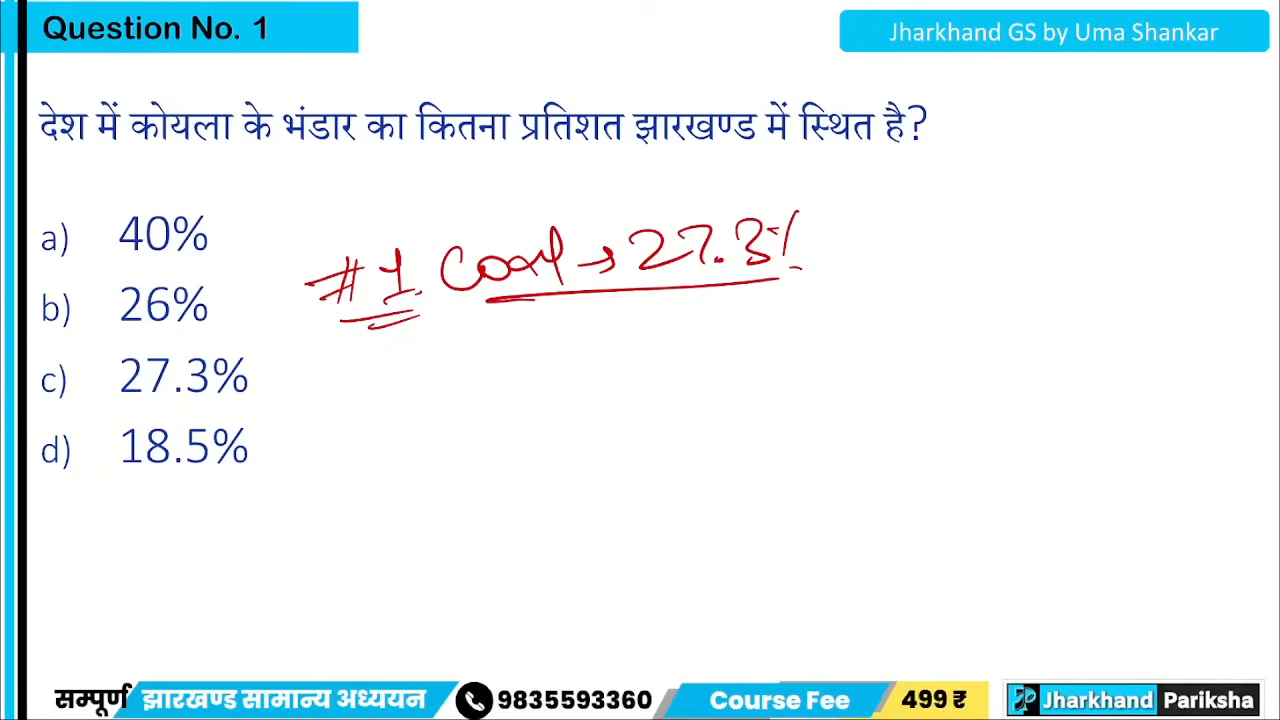 Question No. 1
Jharkhand GS by Uma Shankar
देश में कोयला के भंडार का कितना प्रतिशत झारखण्ड में स्थित है?
a) 40%
b) 26%
c) 27.3%
d) 18.5%
#1 Coal → 27.3%
सम्पूर्ण झारखण्ड सामान्य अध्ययन 9835593360 Course Fee 499 ₹ JP Jharkhand Pariksha